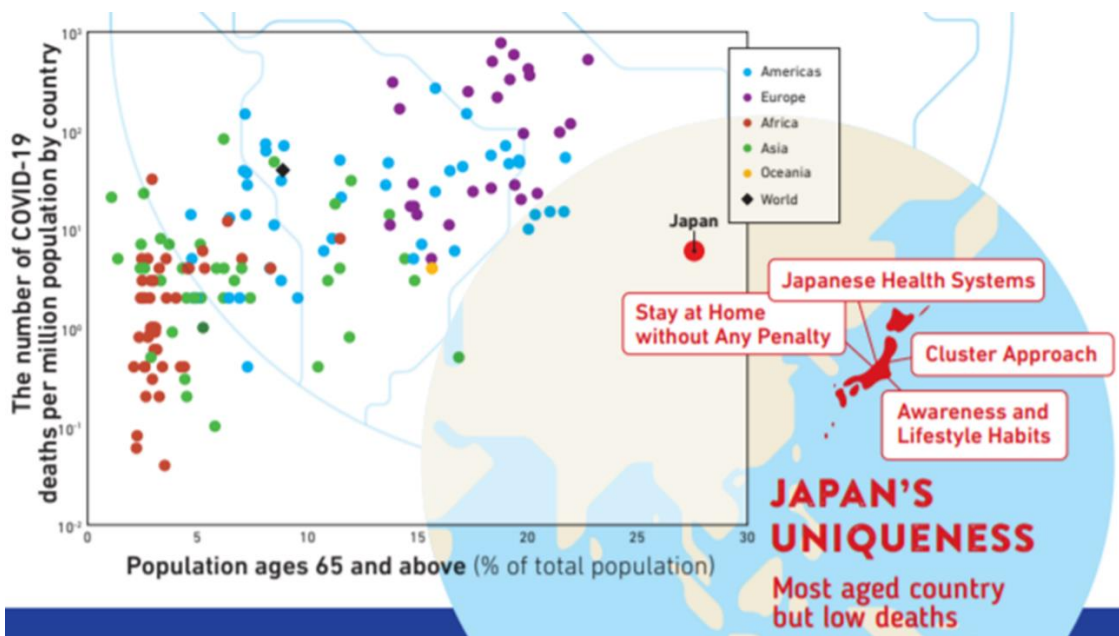 The number of COVID-19
deaths per million population by country
10³
10²
10¹
10⁰
10⁻¹
10⁻²
0
5
10
15
20
25
30
Population ages 65 and above (% of total population)
Americas
Europe
Africa
Asia
Oceania
World
Japan
Japanese Health Systems
Stay at Home
without Any Penalty
Cluster Approach
Awareness and
Lifestyle Habits
JAPAN'S
UNIQUENESS
Most aged country
but low deaths